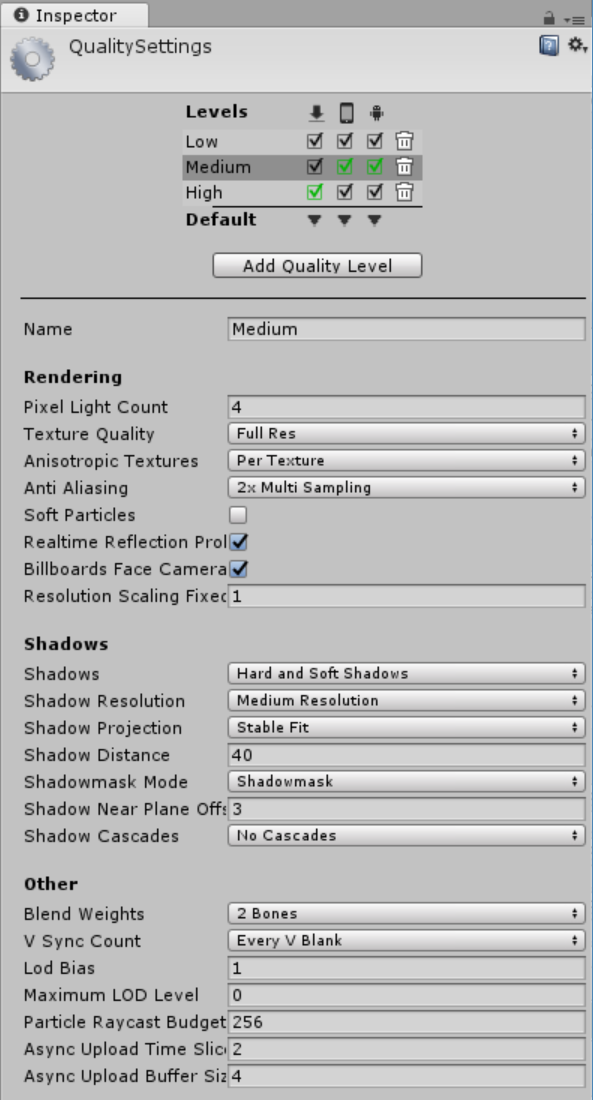 Inspector
QualitySettings
Levels
Low
Medium
High
Default
Add Quality Level
Name Medium
Rendering
Pixel Light Count 4
Texture Quality Full Res
Anisotropic Textures Per Texture
Anti Aliasing 2x Multi Sampling
Soft Particles
Realtime Reflection Prol
Billboards Face Camera
Resolution Scaling Fixed 1
Shadows
Shadows Hard and Soft Shadows
Shadow Resolution Medium Resolution
Shadow Projection Stable Fit
Shadow Distance 40
Shadowmask Mode Shadowmask
Shadow Near Plane Offs 3
Shadow Cascades No Cascades
Other
Blend Weights 2 Bones
V Sync Count Every V Blank
Lod Bias 1
Maximum LOD Level 0
Particle Raycast Budget 256
Async Upload Time Slic 2
Async Upload Buffer Siz 4